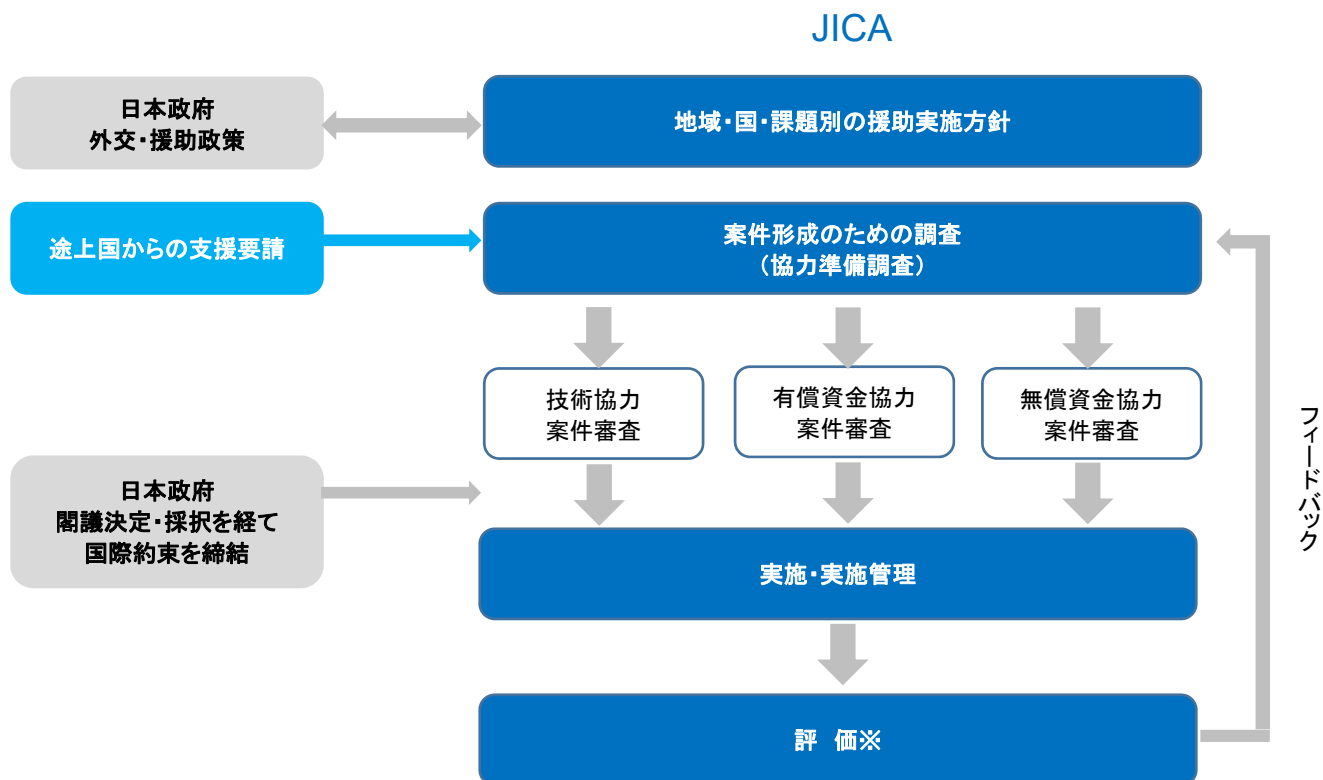 JICA
日本政府
外交・援助政策
地域・国・課題別の援助実施方針
途上国からの支援要請
案件形成のための調査
（協力準備調査）
技術協力
案件審査
有償資金協力
案件審査
無償資金協力
案件審査
フィードバック
日本政府
閣議決定・採択を経て
国際約束を締結
実施・実施管理
評　価※